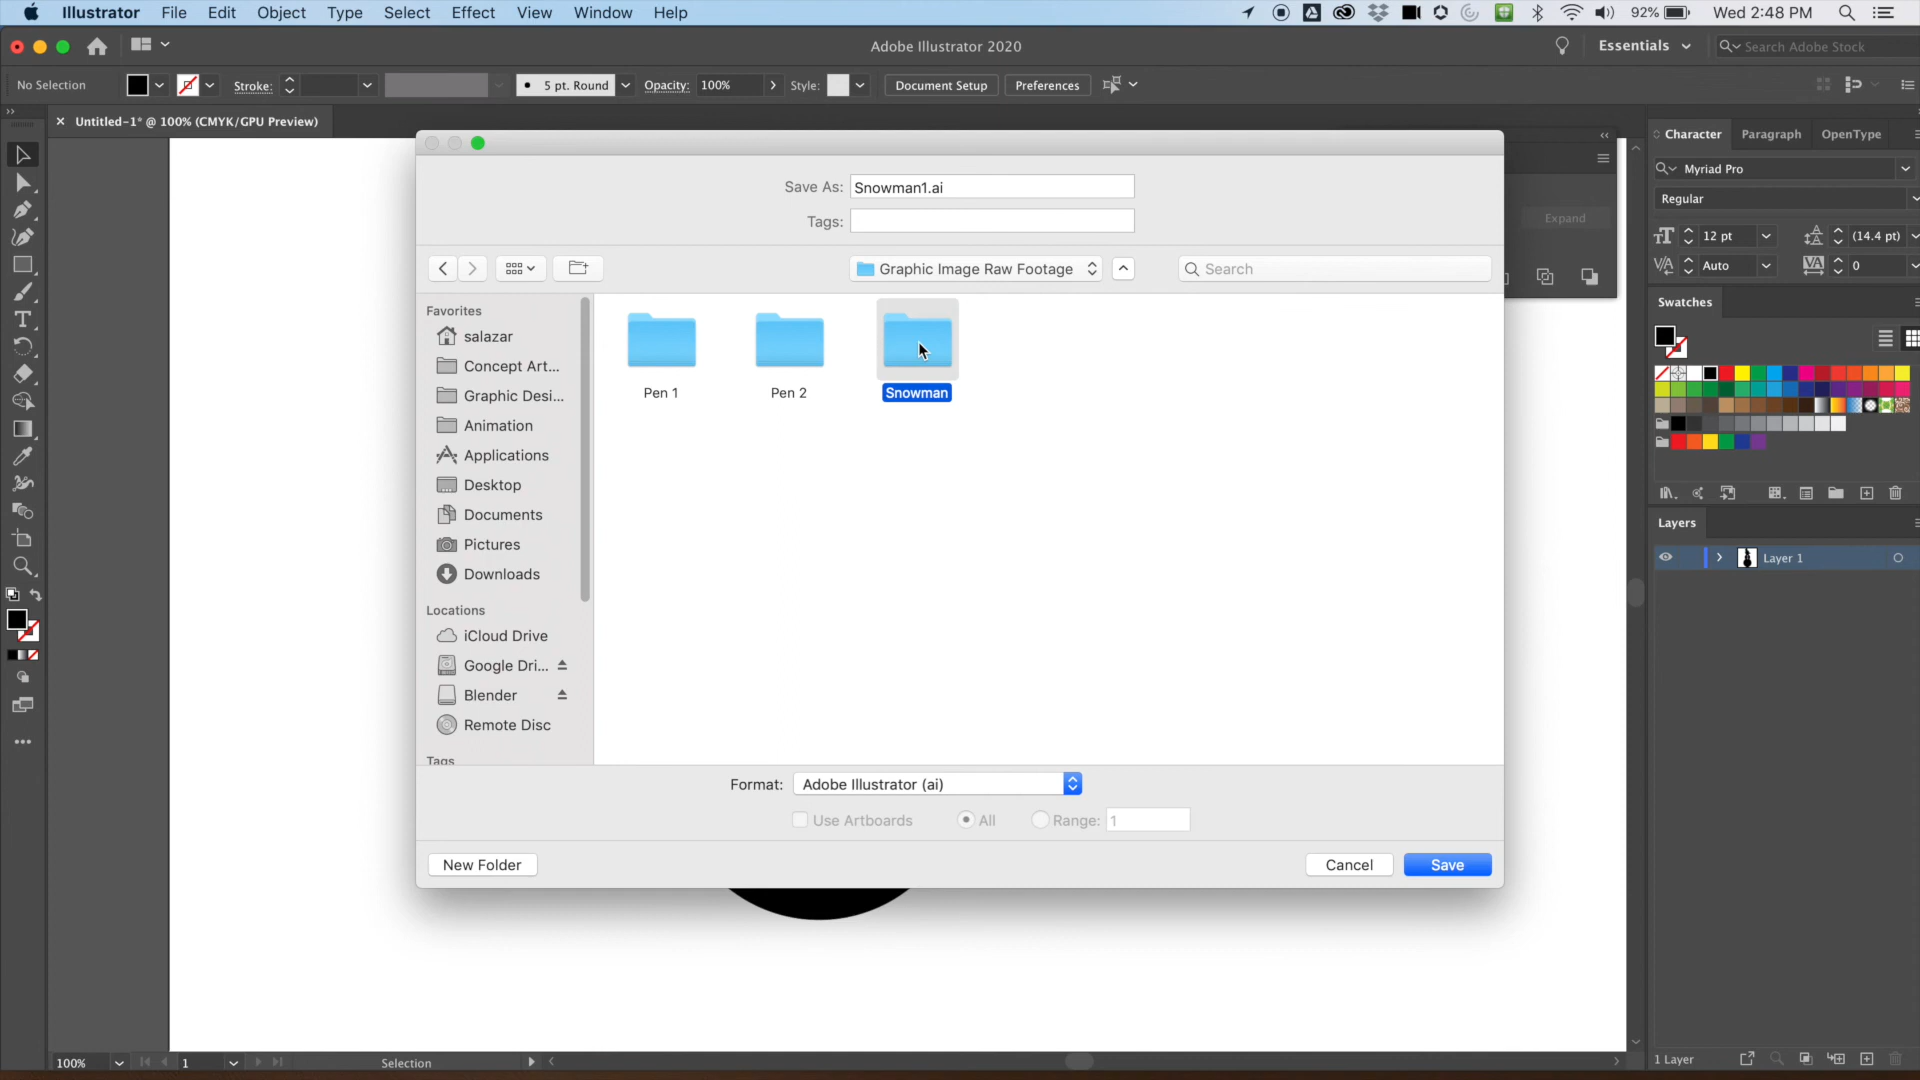 Illustrator File Edit Object Type Select Effect View Window Help 92% Wed 2:48 PM
Adobe Illustrator 2020 Essentials Search Adobe Stock
No Selection Stroke: 5 pt. Round Opacity: 100% Style: Document Setup Preferences
Untitled-1* @ 100% (CMYK/GPU Preview)
Character Paragraph OpenType
Myriad Pro
Regular
12 pt (14.4 pt)
Auto 0
Expand
Swatches
Layers
Layer 1
Save As: Snowman1.ai
Tags:
Graphic Image Raw Footage Search
Favorites
salazar
Concept Art...
Graphic Desi...
Animation
Applications
Desktop
Documents
Pictures
Downloads
Locations
iCloud Drive
Google Dri...
Blender
Remote Disc
Tags
Pen 1 Pen 2 Snowman
Format: Adobe Illustrator (ai)
Use Artboards All Range: 1
New Folder Cancel Save
100% 1 Selection 1 Layer